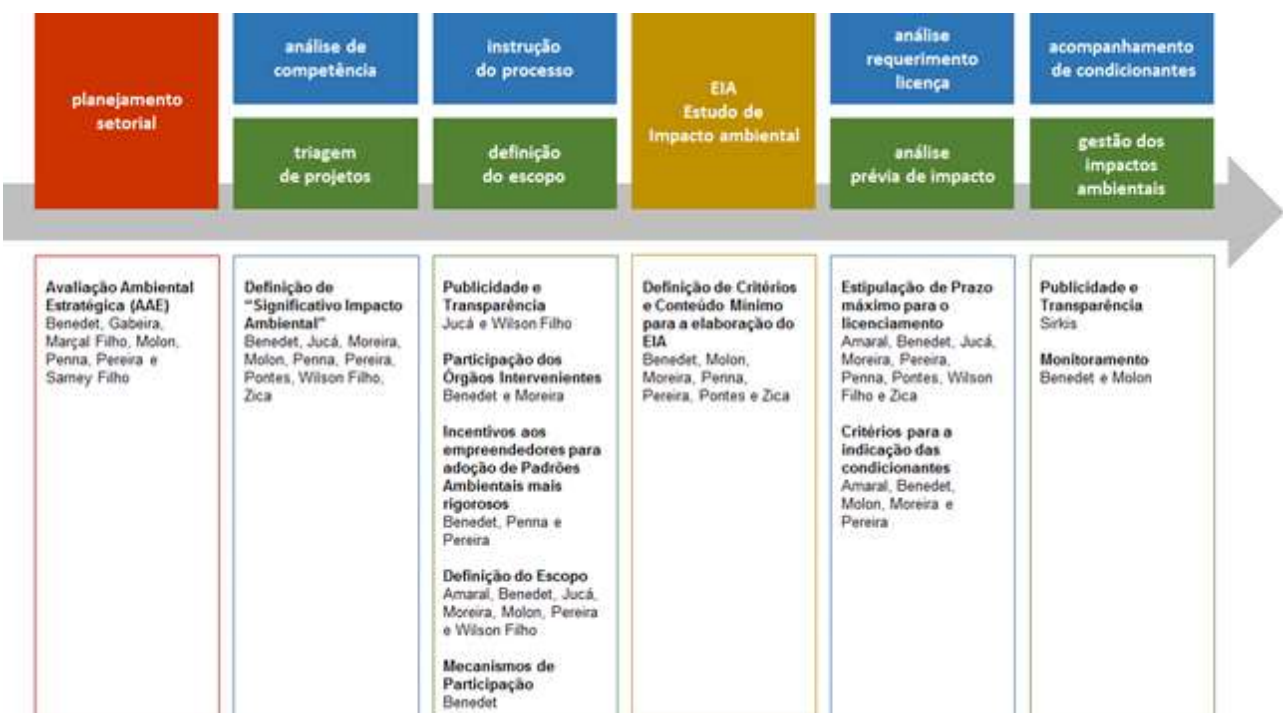 planejamento
setorial
análise de
competência
triagem
de projetos
instrução
do processo
definição
do escopo
EIA
Estudo de
Impacto ambiental
análise
requerimento
licença
análise
prévia de impacto
acompanhamento
de condicionantes
gestão dos
impactos
ambientais
Avaliação Ambiental
Estratégica (AAE)
Benedet, Gabeira,
Marçal Filho, Molon,
Penna, Pereira e
Sarney Filho
Definição de
"Significativo Impacto
Ambiental"
Benedet, Jucá, Moreira,
Molon, Penna, Pereira,
Pontes, Wilson Filho,
Zica
Publicidade e
Transparência
Jucá e Wilson Filho
Participação dos
Órgãos Intervenientes
Benedet e Moreira
Incentivos aos
empreendedores para
adoção de Padrões
Ambientais mais
rigorosos
Benedet, Penna e
Pereira
Definição do Escopo
Amaral, Benedet, Jucá,
Moreira, Molon, Pereira
e Wilson Filho
Mecanismos de
Participação
Benedet
Definição de Critérios
e Conteúdo Mínimo
para a elaboração do
EIA
Benedet, Molon,
Moreira, Penna,
Pereira, Pontes e Zica
Estipulação de Prazo
máximo para o
licenciamento
Amaral, Benedet, Jucá,
Moreira, Pereira,
Penna, Pontes, Wilson
Filho e Zica
Critérios para a
indicação das
condicionantes
Amaral, Benedet,
Molon, Moreira e
Pereira
Publicidade e
Transparência
Sirkis
Monitoramento
Benedet e Molon